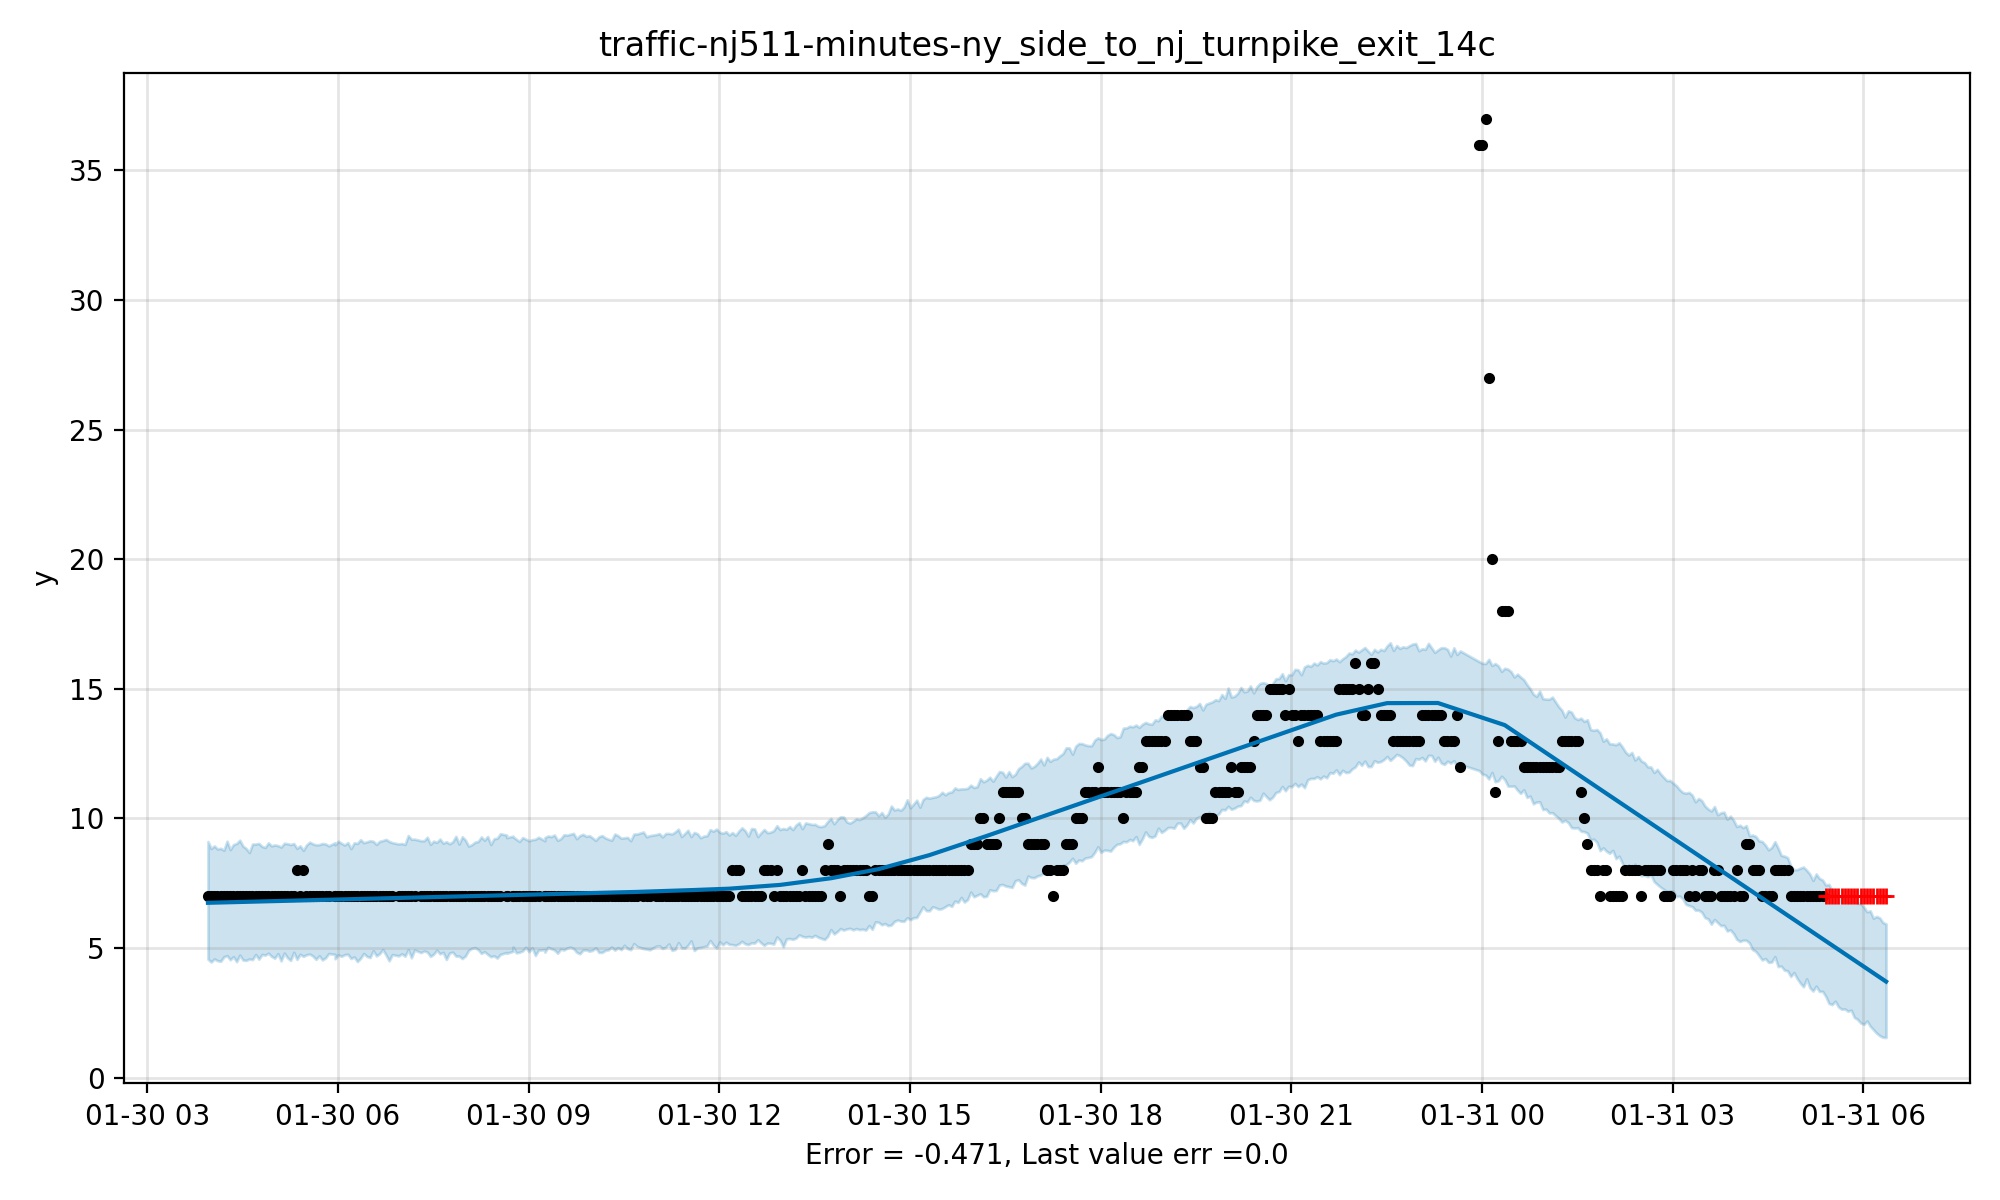 traffic-nj511-minutes-ny_side_to_nj_turnpike_exit_14c
35
30
25
20
15
10
5
0
y
01-30 03 01-30 06 01-30 09 01-30 12 01-30 15 01-30 18 01-30 21 01-31 00 01-31 03 01-31 06
Error = -0.471, Last value err =0.0